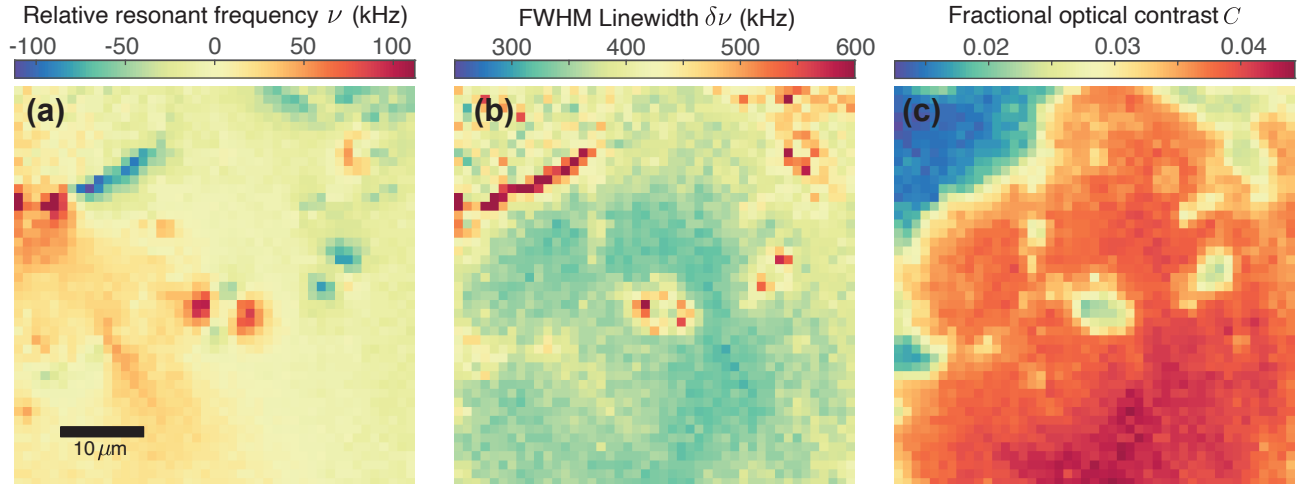 Relative resonant frequency ν (kHz)
-100 -50 0 50 100
(a)
10 μm
FWHM Linewidth δν (kHz)
300 400 500 600
(b)
Fractional optical contrast C
0.02 0.03 0.04
(c)